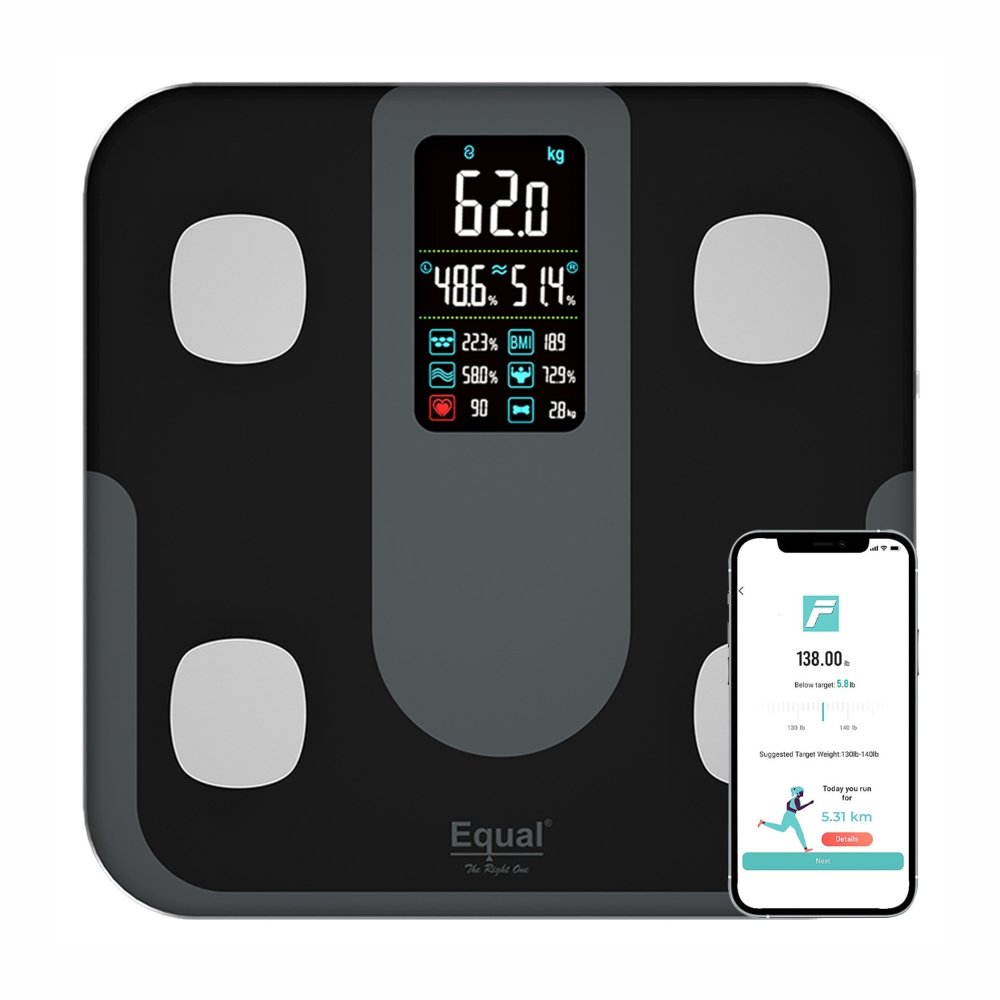 kg
62.0
L 48.6% 51.4% R
22.3% BMI 18.9
58.0% 72.9%
90 2.8kg
F
138.00 lb
Below target: 5.8 lb
130 lb 140 lb
Suggested Target Weight:130lb-140lb
Today you run
for
5.31 km
Details
Next
Equal®
The Right One